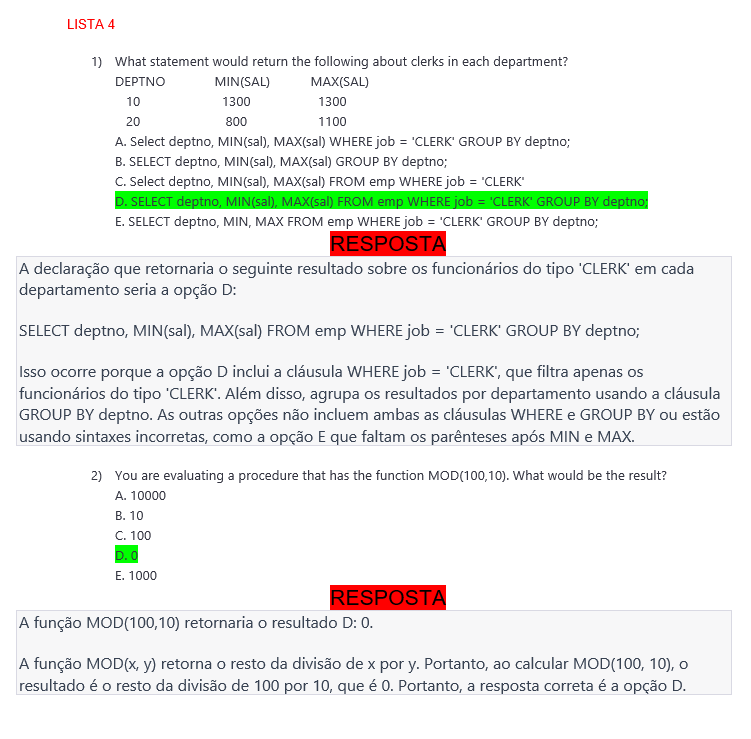 LISTA 4
1) What statement would return the following about clerks in each department?
DEPTNO MIN(SAL) MAX(SAL)
10 1300 1300
20 800 1100
A. Select deptno, MIN(sal), MAX(sal) WHERE job = 'CLERK' GROUP BY deptno;
B. SELECT deptno, MIN(sal), MAX(sal) GROUP BY deptno;
C. Select deptno, MIN(sal), MAX(sal) FROM emp WHERE job = 'CLERK'
D. SELECT deptno, MIN(sal), MAX(sal) FROM emp WHERE job = 'CLERK' GROUP BY deptno;
E. SELECT deptno, MIN, MAX FROM emp WHERE job = 'CLERK' GROUP BY deptno;
RESPOSTA
A declaração que retornaria o seguinte resultado sobre os funcionários do tipo 'CLERK' em cada
departamento seria a opção D:
SELECT deptno, MIN(sal), MAX(sal) FROM emp WHERE job = 'CLERK' GROUP BY deptno;
Isso ocorre porque a opção D inclui a cláusula WHERE job = 'CLERK', que filtra apenas os
funcionários do tipo 'CLERK'. Além disso, agrupa os resultados por departamento usando a cláusula
GROUP BY deptno. As outras opções não incluem ambas as cláusulas WHERE e GROUP BY ou estão
usando sintaxes incorretas, como a opção E que faltam os parênteses após MIN e MAX.
2) You are evaluating a procedure that has the function MOD(100,10). What would be the result?
A. 10000
B. 10
C. 100
D. 0
E. 1000
RESPOSTA
A função MOD(100,10) retornaria o resultado D: 0.
A função MOD(x, y) retorna o resto da divisão de x por y. Portanto, ao calcular MOD(100, 10), o
resultado é o resto da divisão de 100 por 10, que é 0. Portanto, a resposta correta é a opção D.